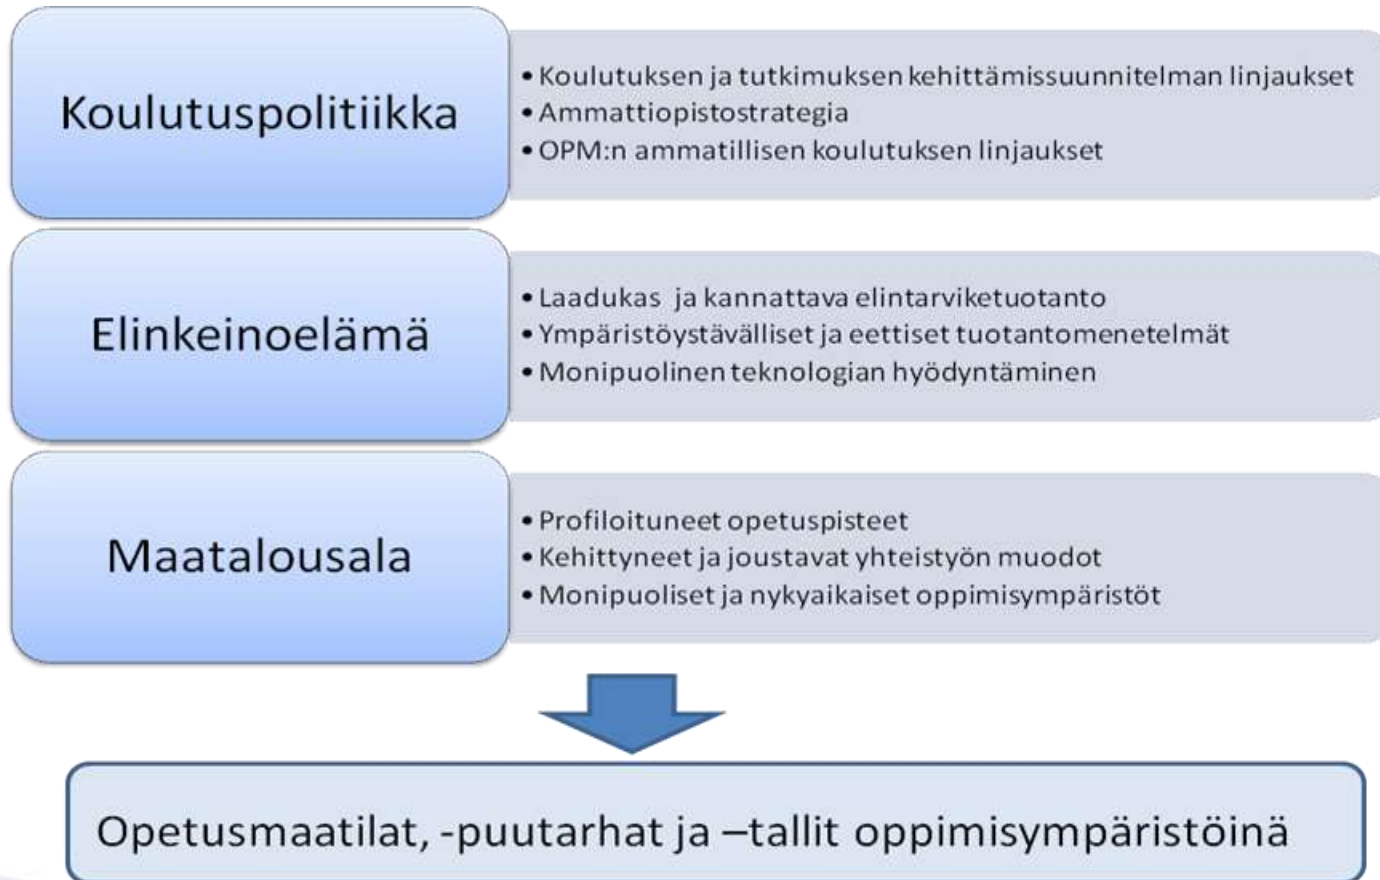 Koulutuspolitiikka
• Koulutuksen ja tutkimuksen kehittämissuunnitelman linjaukset
• Ammattiopistostrategia
• OPM:n ammatillisen koulutuksen linjaukset
Elinkeinoelämä
• Laadukas ja kannattava elintarviketuotanto
• Ympäristöystävälliset ja eettiset tuotantomenetelmät
• Monipuolinen teknologian hyödyntäminen
Maatalousala
• Profiloituneet opetuspisteet
• Kehittyneet ja joustavat yhteistyön muodot
• Monipuoliset ja nykyaikaiset oppimisympäristöt
Opetusmaatilat, -puutarhat ja –tallit oppimisympäristöinä